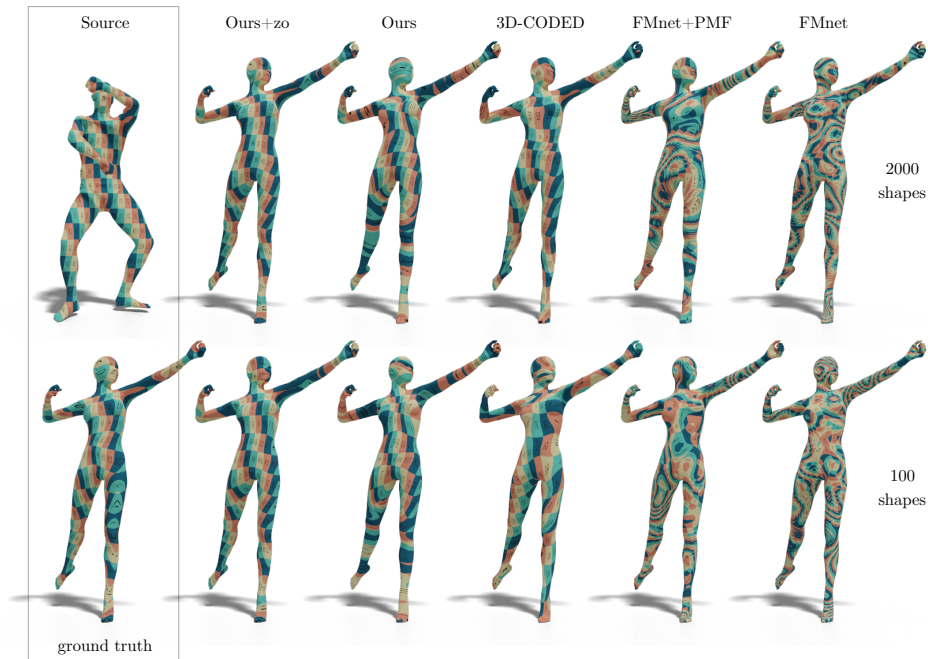 Source
Ours+zo
Ours
3D-CODED
FMnet+PMF
FMnet
2000
shapes
100
shapes
ground truth